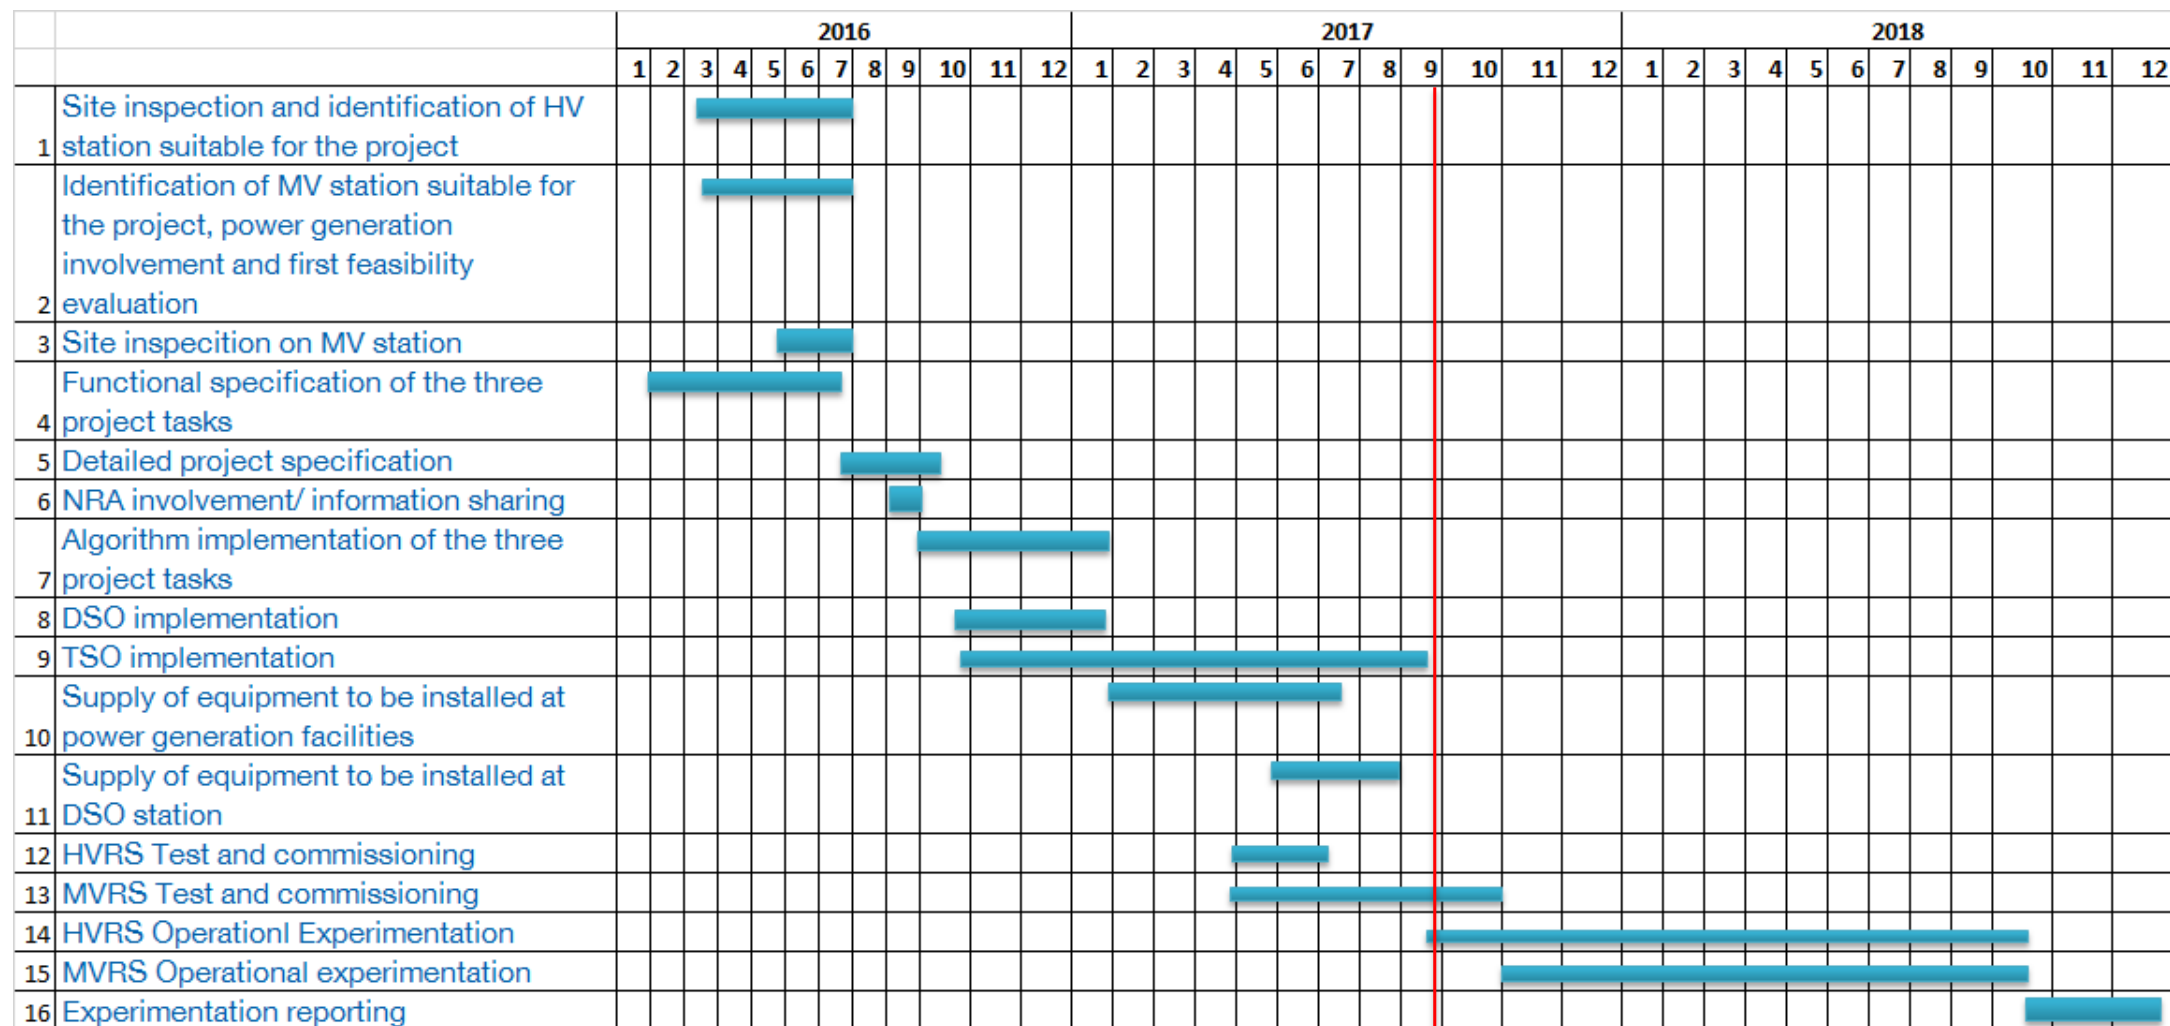 2016 2017 2018
1 2 3 4 5 6 7 8 9 10 11 12 1 2 3 4 5 6 7 8 9 10 11 12 1 2 3 4 5 6 7 8 9 10 11 12
Site inspection and identification of HV
1 station suitable for the project
Identification of MV station suitable for
the project, power generation
involvement and first feasibility
2 evaluation
3 Site inspecition on MV station
Functional specification of the three
4 project tasks
5 Detailed project specification
6 NRA involvement/ information sharing
Algorithm implementation of the three
7 project tasks
8 DSO implementation
9 TSO implementation
Supply of equipment to be installed at
10 power generation facilities
Supply of equipment to be installed at
11 DSO station
12 HVRS Test and commissioning
13 MVRS Test and commissioning
14 HVRS Operationl Experimentation
15 MVRS Operational experimentation
16 Experimentation reporting